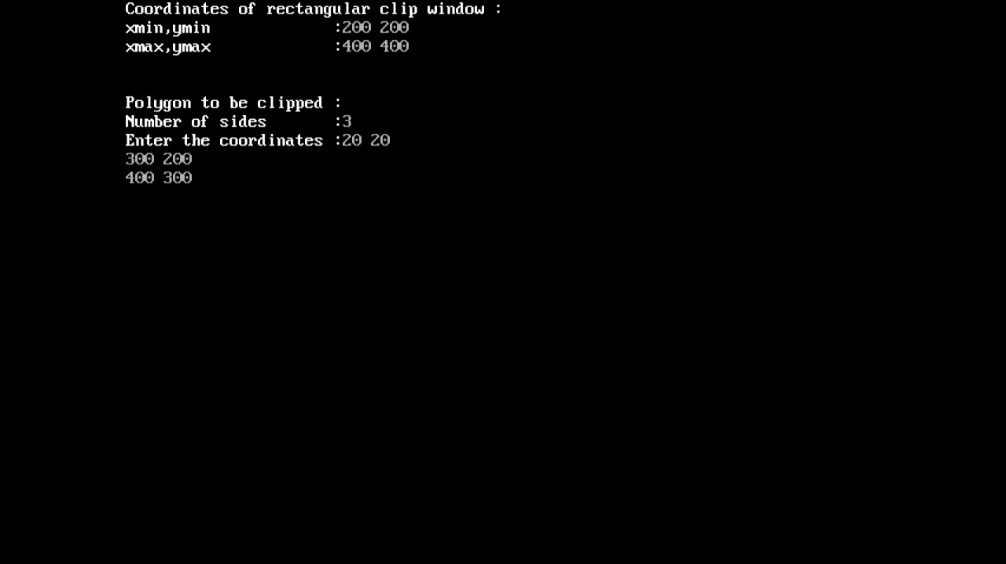 Coordinates of rectangular clip window :
xmin,ymin :200 200
xmax,ymax :400 400
Polygon to be clipped :
Number of sides :3
Enter the coordinates :20 20
300 200
400 300